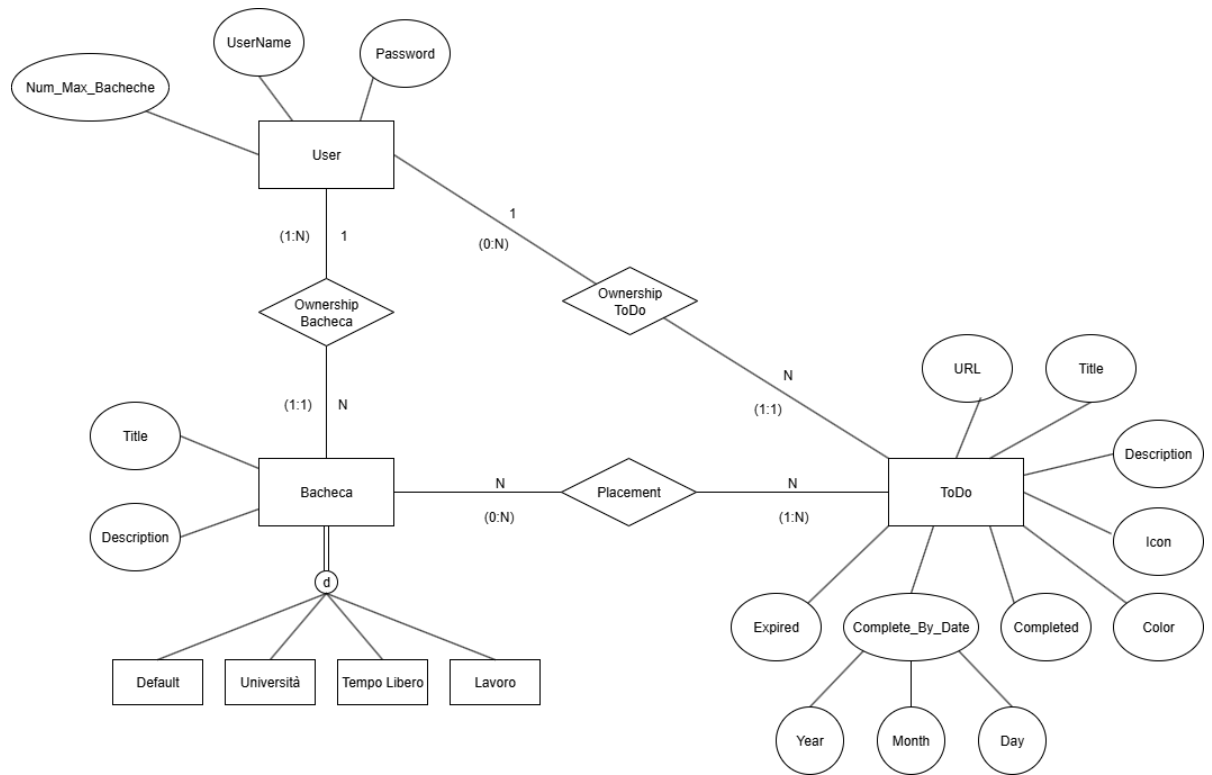 UserName
Password
Num_Max_Bacheche
User
1
(0:N)
(1:N)
1
Ownership
Bacheca
Ownership
ToDo
URL
Title
N
(1:1)
(1:1)
N
Title
Description
Bacheca
N
(0:N)
Placement
N
(1:N)
ToDo
Description
Icon
d
Expired
Complete_By_Date
Completed
Color
Default
Università
Tempo Libero
Lavoro
Year
Month
Day